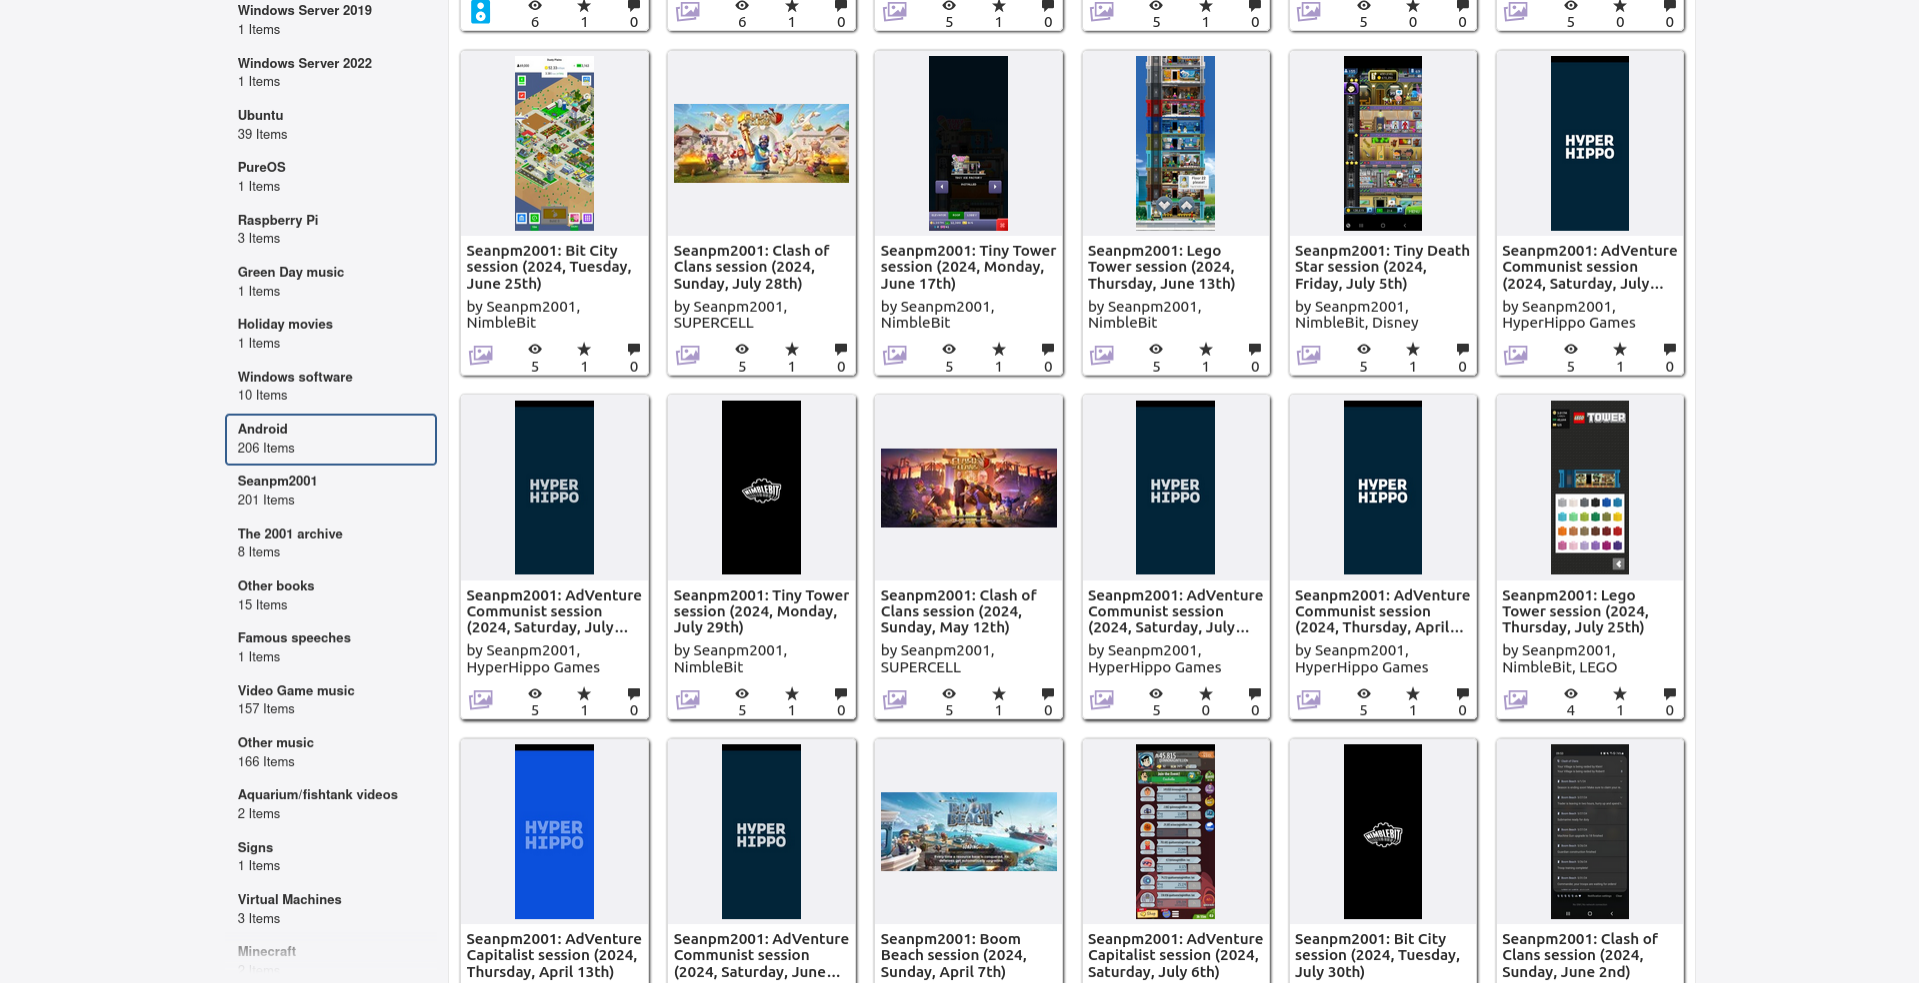 Windows Server 2019
1 Items
Windows Server 2022
1 Items
Ubuntu
39 Items
PureOS
1 Items
Raspberry Pi
3 Items
Green Day music
1 Items
Holiday movies
1 Items
Windows software
10 Items
Android
206 Items
Seanpm2001
201 Items
The 2001 archive
8 Items
Other books
15 Items
Famous speeches
1 Items
Video Game music
157 Items
Other music
166 Items
Aquarium/fishtank videos
2 Items
Signs
1 Items
Virtual Machines
3 Items
Minecraft
6 1 0
6 1 0
5 1 0
5 1 0
5 0 0
5 0 0
Seanpm2001: Bit City
session (2024, Tuesday,
June 25th)
by Seanpm2001,
NimbleBit
5 1 0
Seanpm2001: Clash of
Clans session (2024,
Sunday, July 28th)
by Seanpm2001,
SUPERCELL
5 1 0
Seanpm2001: Tiny Tower
session (2024, Monday,
June 17th)
by Seanpm2001,
NimbleBit
5 1 0
Seanpm2001: Lego
Tower session (2024,
Thursday, June 13th)
by Seanpm2001,
NimbleBit
5 1 0
Seanpm2001: Tiny Death
Star session (2024,
Friday, July 5th)
by Seanpm2001,
NimbleBit, Disney
5 1 0
HYPER
HIPPO
Seanpm2001: AdVenture
Communist session
(2024, Saturday, July...
by Seanpm2001,
HyperHippo Games
5 1 0
HYPER
HIPPO
Seanpm2001: AdVenture
Communist session
(2024, Saturday, July...
by Seanpm2001,
HyperHippo Games
5 1 0
NIMBLEBIT
Seanpm2001: Tiny Tower
session (2024, Monday,
July 29th)
by Seanpm2001,
NimbleBit
5 1 0
Seanpm2001: Clash of
Clans session (2024,
Sunday, May 12th)
by Seanpm2001,
SUPERCELL
5 1 0
HYPER
HIPPO
Seanpm2001: AdVenture
Communist session
(2024, Saturday, July...
by Seanpm2001,
HyperHippo Games
5 0 0
HYPER
HIPPO
Seanpm2001: AdVenture
Communist session
(2024, Thursday, April...
by Seanpm2001,
HyperHippo Games
5 1 0
LEGO TOWER
Seanpm2001: Lego
Tower session (2024,
Thursday, July 25th)
by Seanpm2001,
NimbleBit, LEGO
4 1 0
HYPER
HIPPO
Seanpm2001: AdVenture
Capitalist session (2024,
Thursday, April 13th)
HYPER
HIPPO
Seanpm2001: AdVenture
Communist session
(2024, Saturday, June...
BOOM
BEACH
Seanpm2001: Boom
Beach session (2024,
Sunday, April 7th)
Seanpm2001: AdVenture
Capitalist session (2024,
Saturday, July 6th)
NIMBLEBIT
Seanpm2001: Bit City
session (2024, Tuesday,
July 30th)
Seanpm2001: Clash of
Clans session (2024,
Sunday, June 2nd)